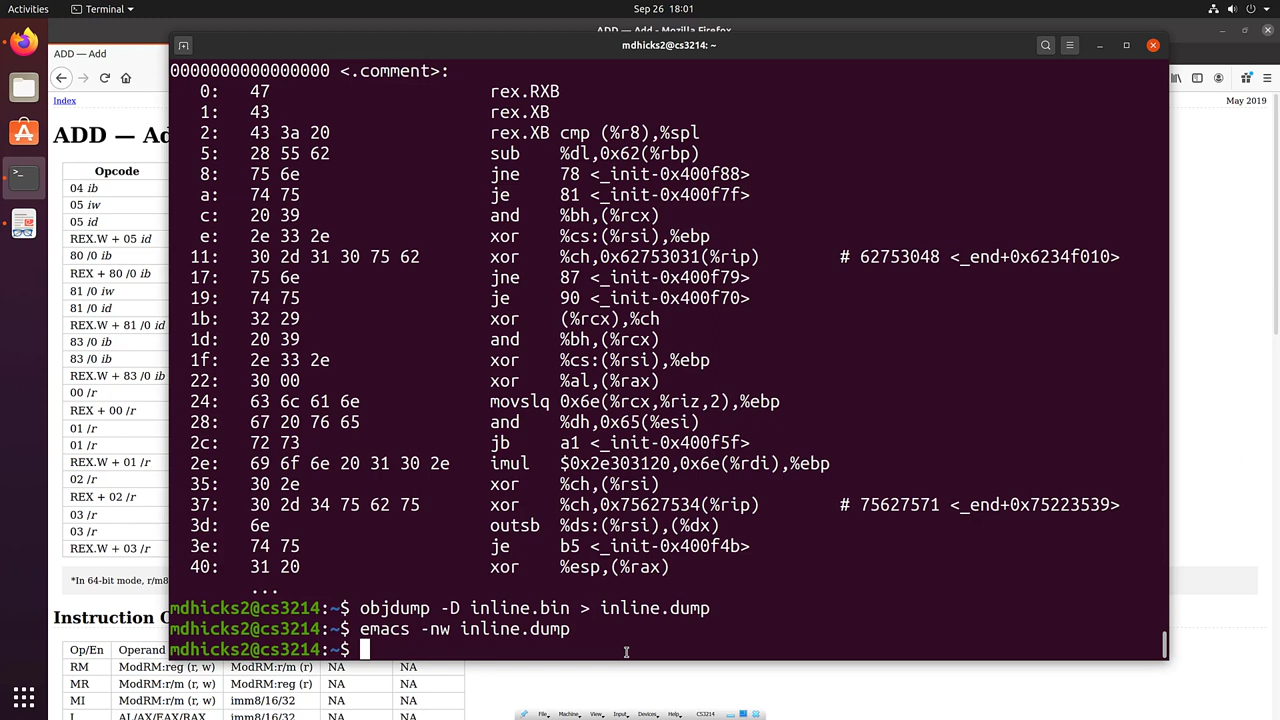 Activities
Terminal
Sep 26 18:01
ADD — Add - Mozilla Firefox
mdhicks2@cs3214: ~
ADD — Add
Index
May 2019
ADD — Ad
Opcode
04 ib
05 iw
05 id
REX.W + 05 id
80 /0 ib
REX + 80 /0 ib
81 /0 iw
81 /0 id
REX.W + 81 /0 id
83 /0 ib
83 /0 ib
REX.W + 83 /0 ib
00 /r
REX + 00 /r
01 /r
01 /r
REX.W + 01 /r
02 /r
REX + 02 /r
03 /r
03 /r
REX.W + 03 /r
*In 64-bit mode, r/m8
Instruction O
Op/En Operand
RM ModRM:reg (r, w) ModRM:r/m (r) NA NA
MR ModRM:r/m (r, w) ModRM:reg (r) NA NA
MI ModRM:r/m (r, w) imm8/16/32 NA NA
I AL/AX/EAX/RAX imm8/16/32 NA NA
0000000000000000 <.comment>:
0: 47 rex.RXB
1: 43 rex.XB
2: 43 3a 20 rex.XB cmp (%r8),%spl
5: 28 55 62 sub %dl,0x62(%rbp)
8: 75 6e jne 78 <_init-0x400f88>
a: 74 75 je 81 <_init-0x400f7f>
c: 20 39 and %bh,(%rcx)
e: 2e 33 2e xor %cs:(%rsi),%ebp
11: 30 2d 31 30 75 62 xor %ch,0x62753031(%rip) # 62753048 <_end+0x6234f010>
17: 75 6e jne 87 <_init-0x400f79>
19: 74 75 je 90 <_init-0x400f70>
1b: 32 29 xor (%rcx),%ch
1d: 20 39 and %bh,(%rcx)
1f: 2e 33 2e xor %cs:(%rsi),%ebp
22: 30 00 xor %al,(%rax)
24: 63 6c 61 6e movslq 0x6e(%rcx,%riz,2),%ebp
28: 67 20 76 65 and %dh,0x65(%esi)
2c: 72 73 jb a1 <_init-0x400f5f>
2e: 69 6f 6e 20 31 30 2e imul $0x2e303120,0x6e(%rdi),%ebp
35: 30 2e xor %ch,(%rsi)
37: 30 2d 34 75 62 75 xor %ch,0x75627534(%rip) # 75627571 <_end+0x75223539>
3d: 6e outsb %ds:(%rsi),(%dx)
3e: 74 75 je b5 <_init-0x400f4b>
40: 31 20 xor %esp,(%rax)
...
mdhicks2@cs3214:~$ objdump -D inline.bin > inline.dump
mdhicks2@cs3214:~$ emacs -nw inline.dump
mdhicks2@cs3214:~$
File Machine View Input Devices Help CS3214